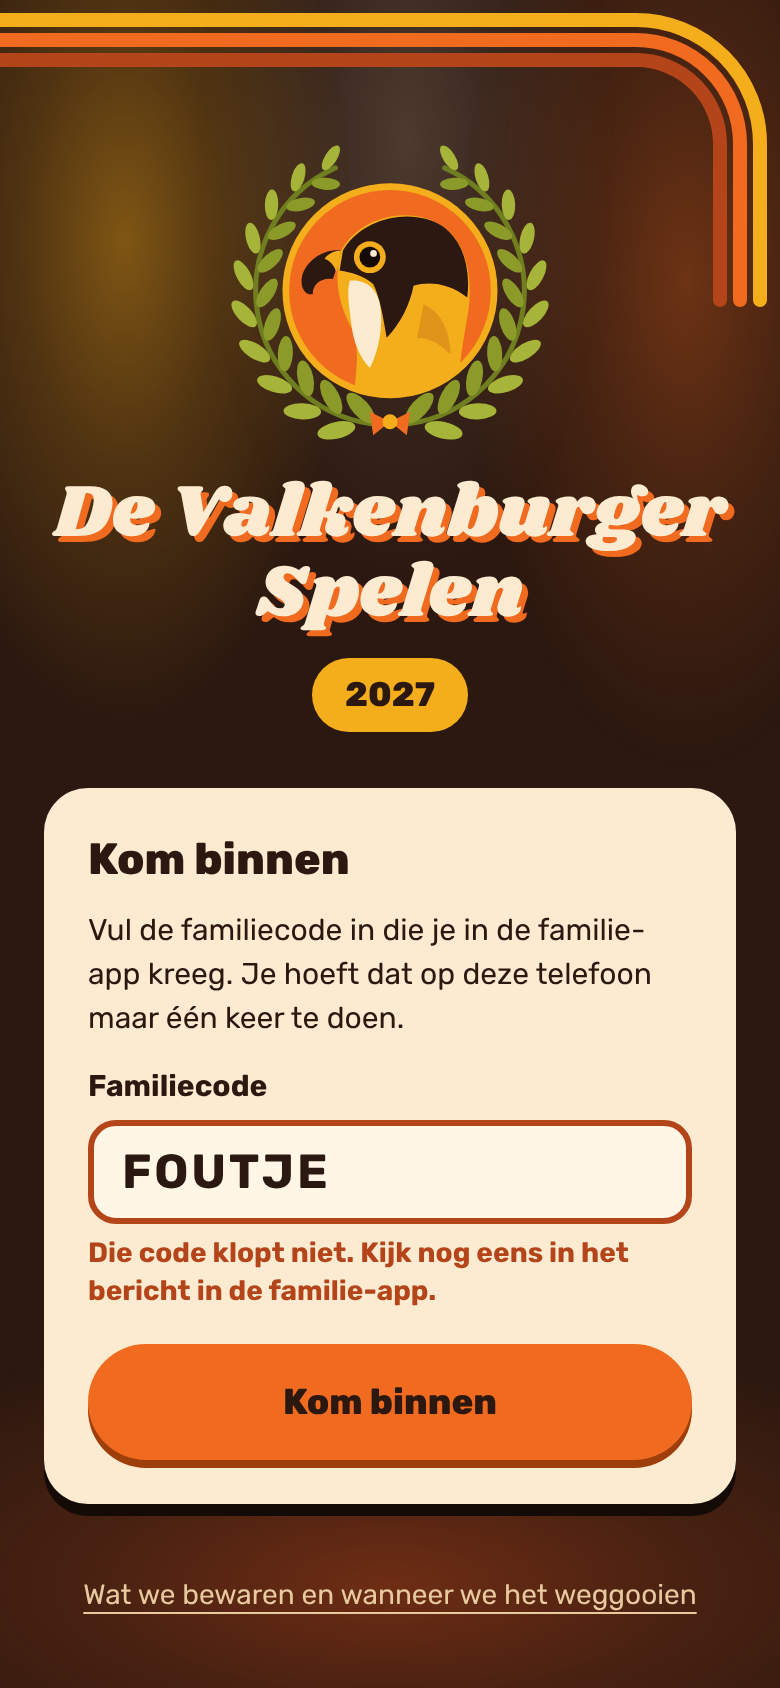 De Valkenburger
Spelen
2027
Kom binnen
Vul de familiecode in die je in de familie-
app kreeg. Je hoeft dat op deze telefoon
maar één keer te doen.
Familiecode
FOUTJE
Die code klopt niet. Kijk nog eens in het
bericht in de familie-app.
Kom binnen
Wat we bewaren en wanneer we het weggooien